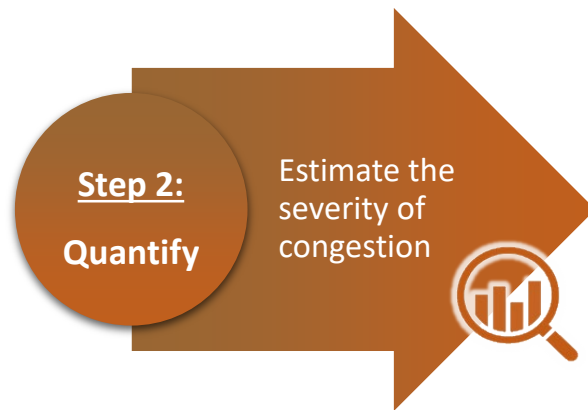 Step 2:
Quantify
Estimate the
severity of
congestion